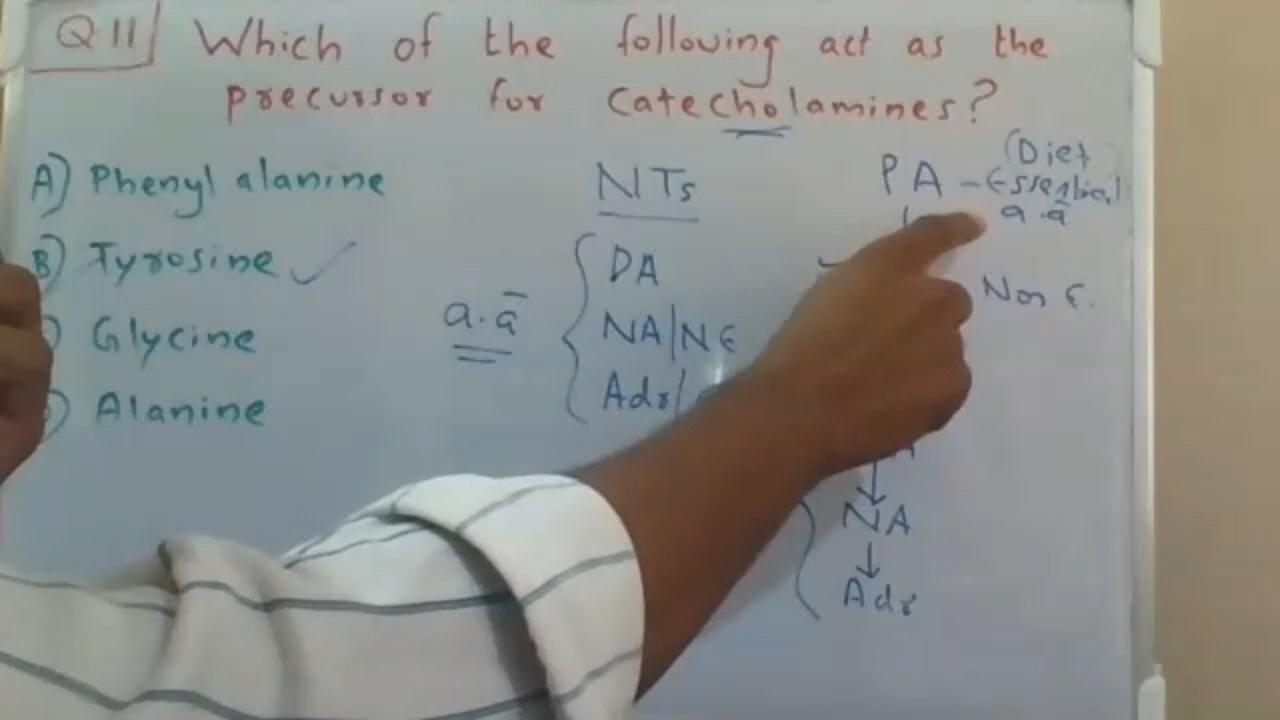 Q 11 Which of the following act as the
precursor for Catecholamines?
A) Phenyl alanine
B) Tyrosine ✓
Glycine
Alanine
a.ā
NTs
DA
NA/NE
Adr/
PA - Essential
(Diet
a.ā
Non E.
NA
Adr